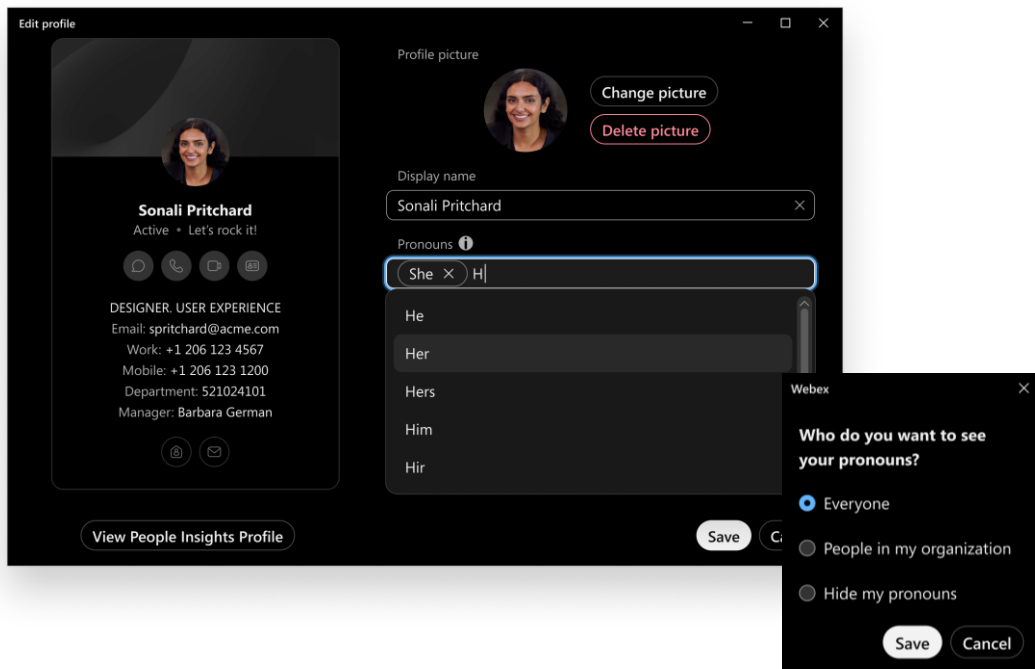 Edit profile
Sonali Pritchard
Active • Let's rock it!
DESIGNER. USER EXPERIENCE
Email: spritchard@acme.com
Work: +1 206 123 4567
Mobile: +1 206 123 1200
Department: 521024101
Manager: Barbara German
View People Insights Profile
Profile picture
Change picture
Delete picture
Display name
Sonali Pritchard
Pronouns
She H
He
Her
Hers
Him
Hir
Save
Webex
Who do you want to see
your pronouns?
Everyone
People in my organization
Hide my pronouns
Save Cancel